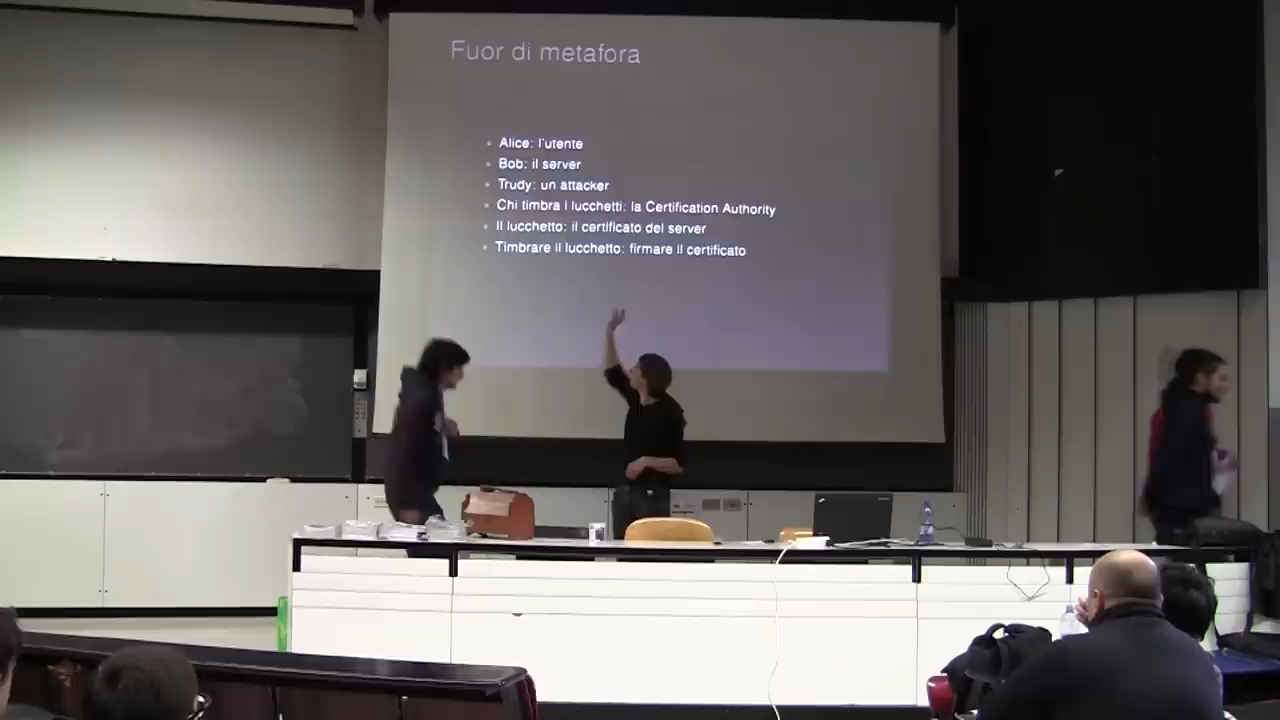 Fuor di metafora
Alice: l'utente
Bob: il server
Trudy: un attacker
Chi timbra i lucchetti: la Certification Authority
Il lucchetto: il certificato del server
Timbrare il lucchetto: firmare il certificato